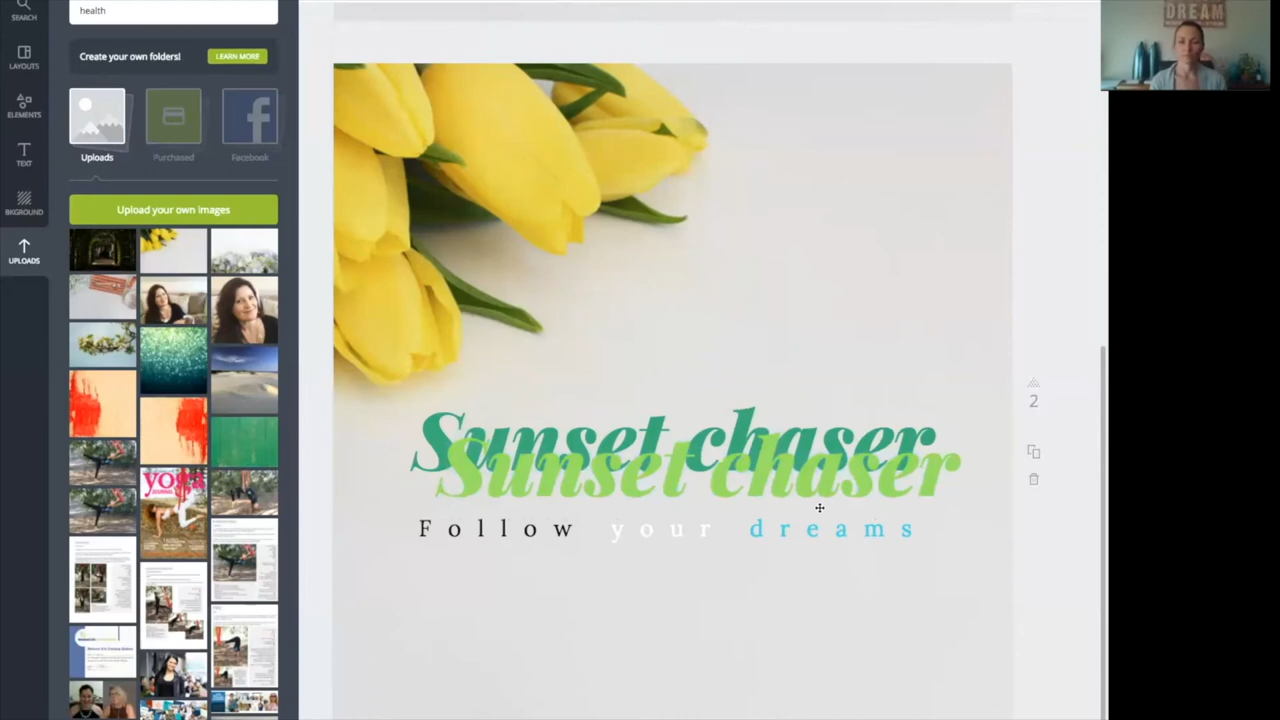 SEARCH
health
LAYOUTS
Create your own folders!
LEARN MORE
ELEMENTS
TEXT
BKGROUND
UPLOADS
Uploads
Purchased
Facebook
Upload your own images
yoga
DREAM
Sunset chaser
Sunset chaser
Follow your dreams
2